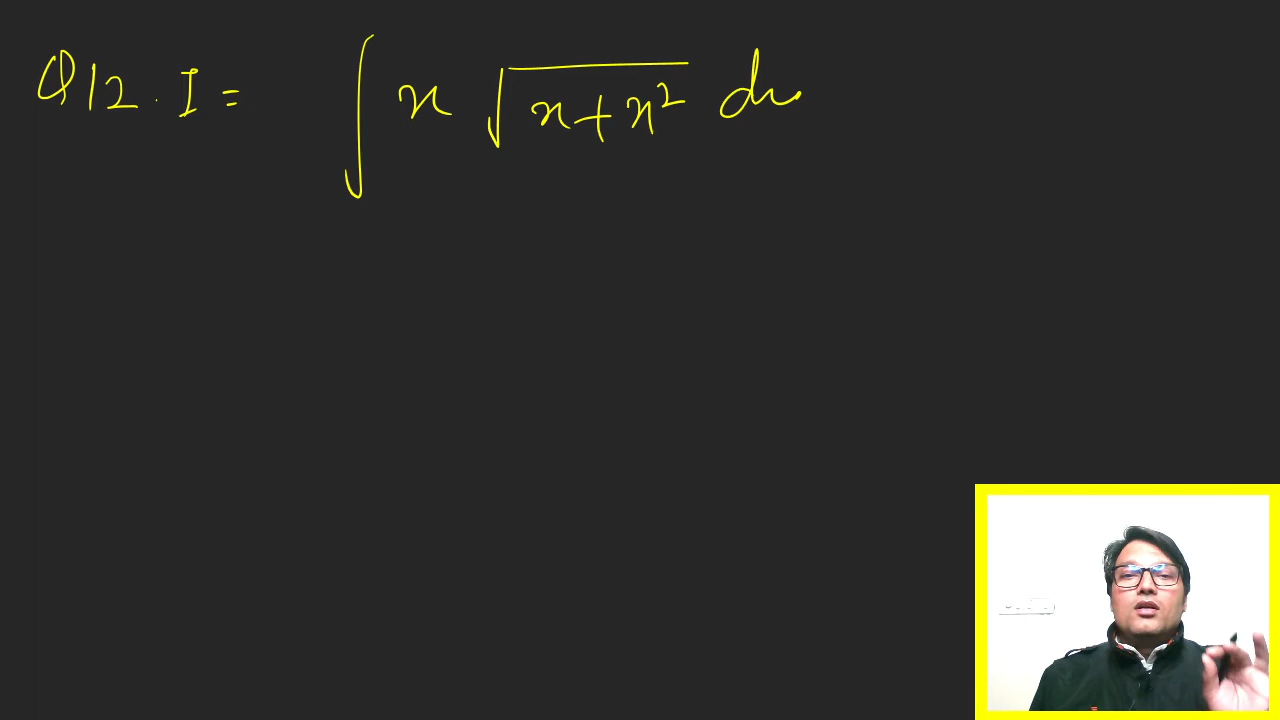 Q12. I = ∫ x √(x+x²) dx